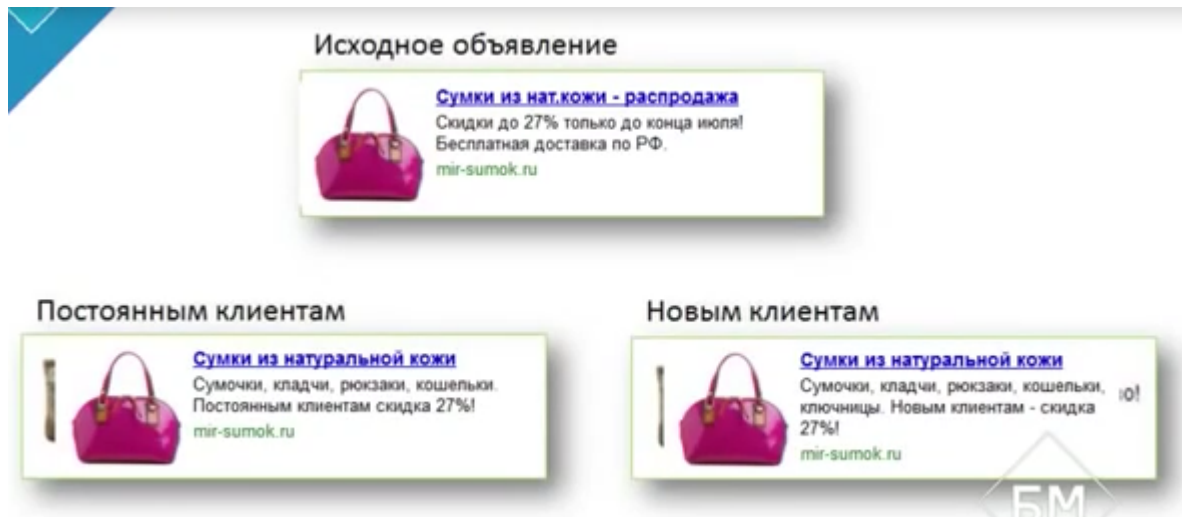 Исходное объявление
Сумки из нат.кожи - распродажа
Скидки до 27% только до конца июля!
Бесплатная доставка по РФ.
mir-sumok.ru
Постоянным клиентам
Сумки из натуральной кожи
Сумочки, кладчи, рюкзаки, кошельки.
Постоянным клиентам скидка 27%!
mir-sumok.ru
Новым клиентам
Сумки из натуральной кожи
Сумочки, кладчи, рюкзаки, кошельки,
ключницы. Новым клиентам - скидка
27%!
mir-sumok.ru
БМ